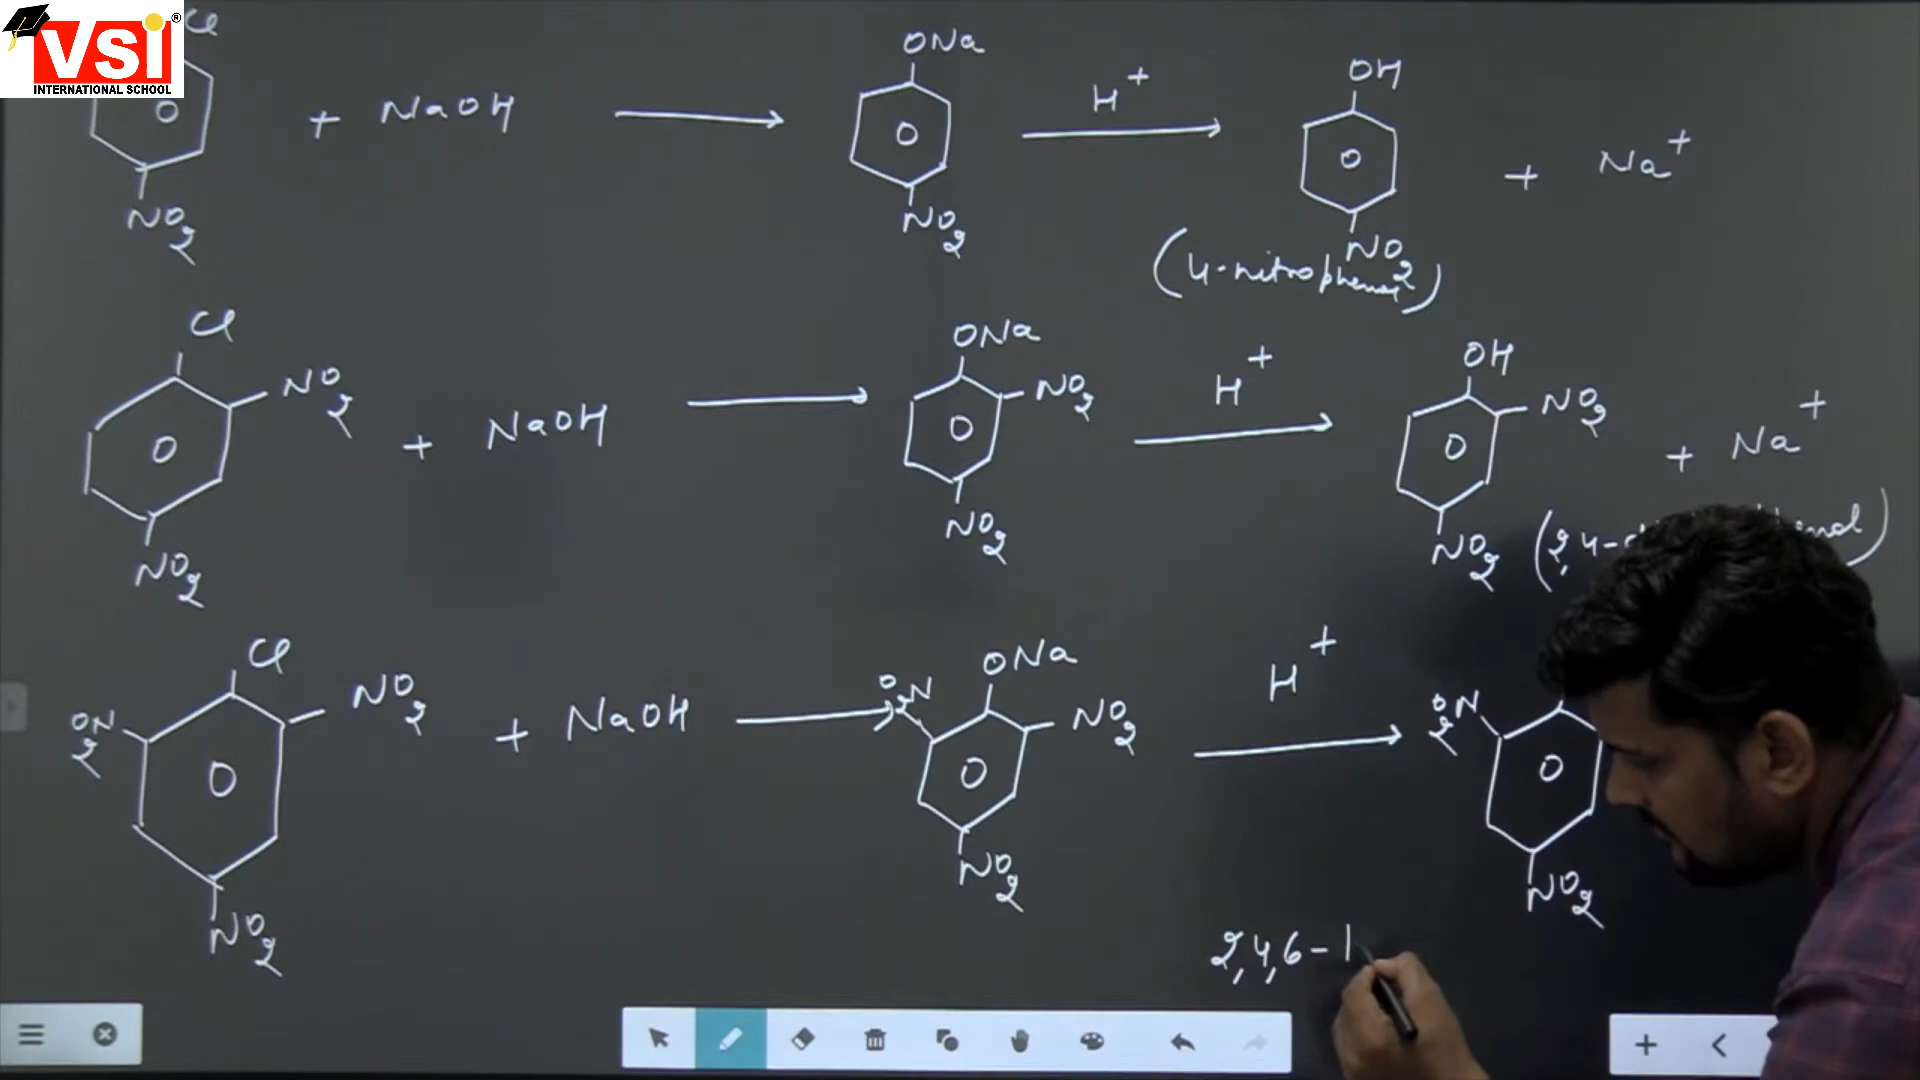 VSI®
INTERNATIONAL SCHOOL
Cl
NO2
+ NaOH
ONa
NO2
H+
OH
NO2
+ Na+
(4-nitrophenol)
Cl
NO2
NO2
+ NaOH
ONa
NO2
NO2
H+
OH
NO2
NO2
+ Na+
(2,4-
Cl
O2N
NO2
NO2
+ NaOH
ONa
O2N
NO2
NO2
H+
O2N
NO2
2,4,6-